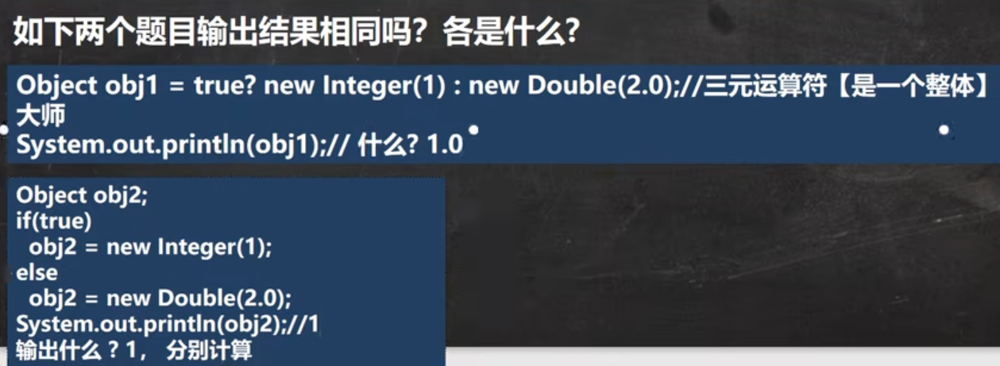 如下两个题目输出结果相同吗？各是什么?
Object obj1 = true? new Integer(1) : new Double(2.0);//三元运算符【是一个整体】
大师
System.out.println(obj1);// 什么? 1.0
Object obj2;
if(true)
obj2 = new Integer(1);
else
obj2 = new Double(2.0);
System.out.println(obj2);//1
输出什么 ? 1， 分别计算